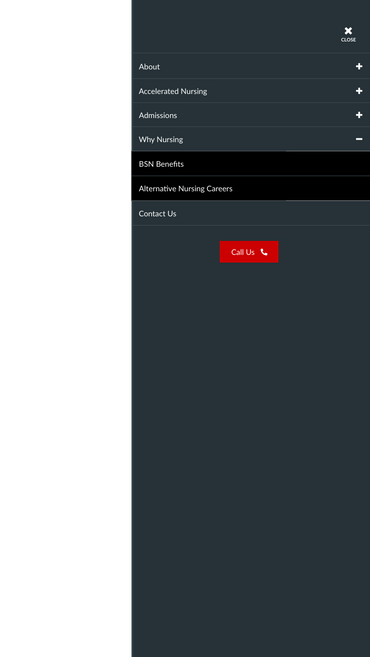 CLOSE
About
Accelerated Nursing
Admissions
Why Nursing
BSN Benefits
Alternative Nursing Careers
Contact Us
Call Us